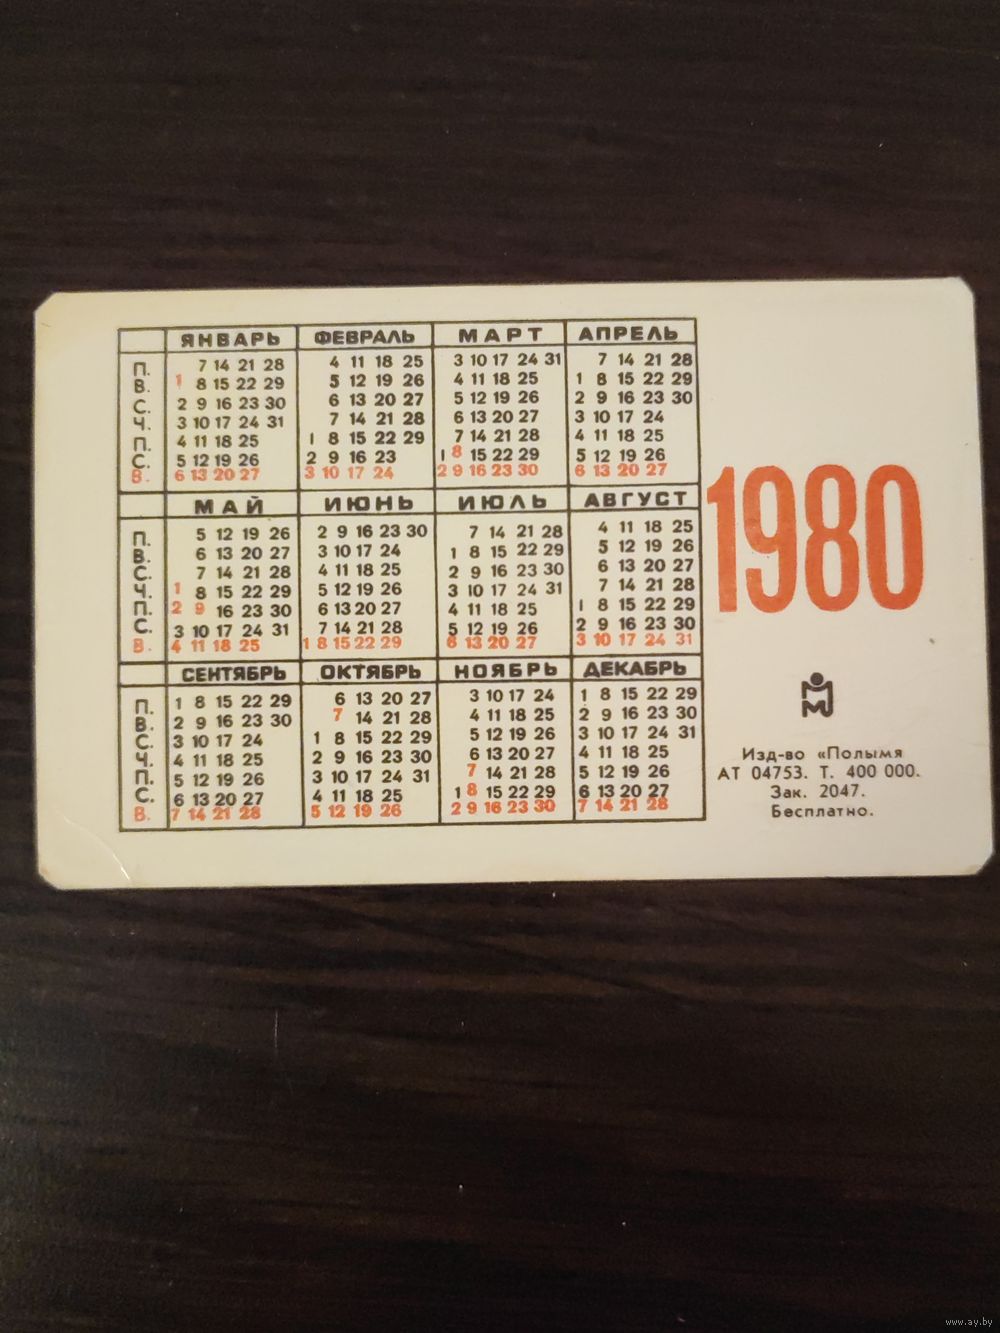 ЯНВАРЬ ФЕВРАЛЬ МАРТ АПРЕЛЬ
П. 7 14 21 28 4 11 18 25 3 10 17 24 31 7 14 21 28
В. 1 8 15 22 29 5 12 19 26 4 11 18 25 1 8 15 22 29
С. 2 9 16 23 30 6 13 20 27 5 12 19 26 2 9 16 23 30
Ч. 3 10 17 24 31 7 14 21 28 6 13 20 27 3 10 17 24
П. 4 11 18 25 1 8 15 22 29 7 14 21 28 4 11 18 25
С. 5 12 19 26 2 9 16 23 1 8 15 22 29 5 12 19 26
В. 6 13 20 27 3 10 17 24 2 9 16 23 30 6 13 20 27
МАЙ ИЮНЬ ИЮЛЬ АВГУСТ
П. 5 12 19 26 2 9 16 23 30 7 14 21 28 4 11 18 25
В. 6 13 20 27 3 10 17 24 1 8 15 22 29 5 12 19 26
С. 7 14 21 28 4 11 18 25 2 9 16 23 30 6 13 20 27
Ч. 1 8 15 22 29 5 12 19 26 3 10 17 24 31 7 14 21 28
П. 2 9 16 23 30 6 13 20 27 4 11 18 25 1 8 15 22 29
С. 3 10 17 24 31 7 14 21 28 5 12 19 26 2 9 16 23 30
В. 4 11 18 25 1 8 15 22 29 6 13 20 27 3 10 17 24 31
СЕНТЯБРЬ ОКТЯБРЬ НОЯБРЬ ДЕКАБРЬ
П. 1 8 15 22 29 6 13 20 27 3 10 17 24 1 8 15 22 29
В. 2 9 16 23 30 7 14 21 28 4 11 18 25 2 9 16 23 30
С. 3 10 17 24 1 8 15 22 29 5 12 19 26 3 10 17 24 31
Ч. 4 11 18 25 2 9 16 23 30 6 13 20 27 4 11 18 25
П. 5 12 19 26 3 10 17 24 31 7 14 21 28 5 12 19 26
С. 6 13 20 27 4 11 18 25 1 8 15 22 29 6 13 20 27
В. 7 14 21 28 5 12 19 26 2 9 16 23 30 7 14 21 28
1980
Изд-во «Полымя
АТ 04753. Т. 400 000.
Зак. 2047.
Бесплатно.
www.ay.by